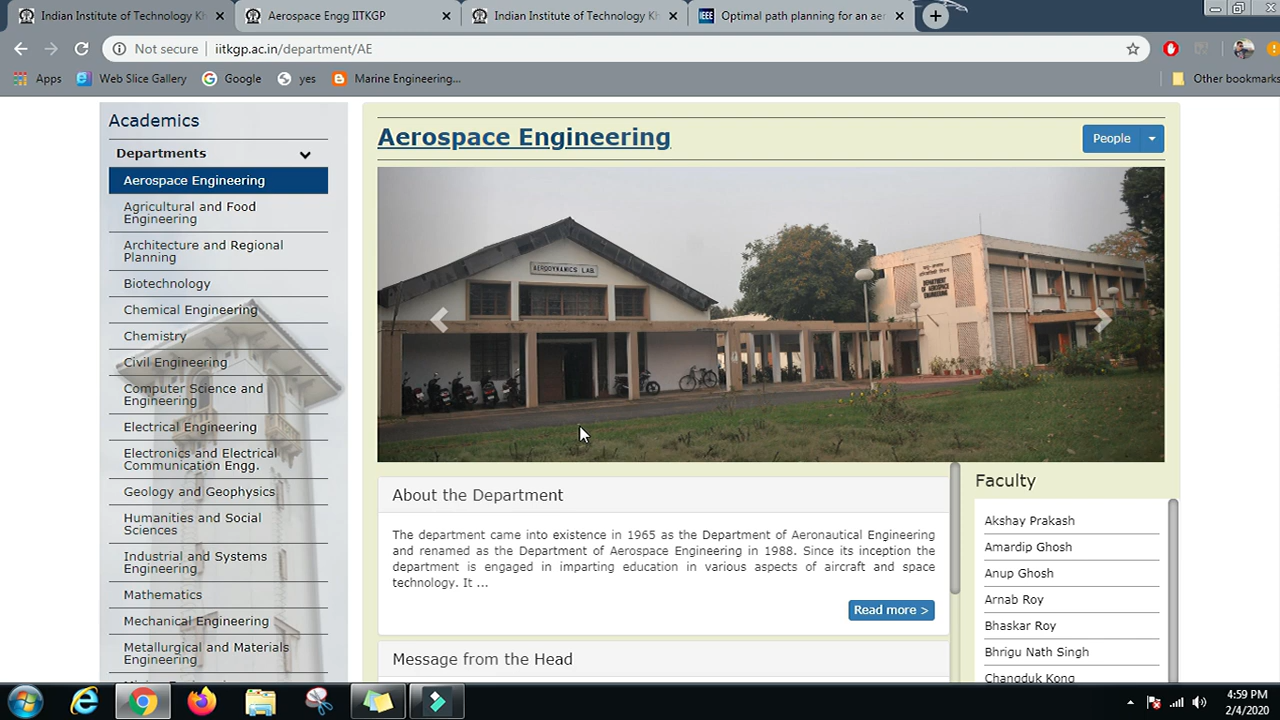 Indian Institute of Technology Kh
Aerospace Engg IITKGP
Indian Institute of Technology Kh
IEEE
Optimal path planning for an aer
Not secure
iitkgp.ac.in/department/AE
Apps
Web Slice Gallery
Google
yes
Marine Engineering...
Other bookmarks
Academics
Departments
Aerospace Engineering
Agricultural and Food
Engineering
Architecture and Regional
Planning
Biotechnology
Chemical Engineering
Chemistry
Civil Engineering
Computer Science and
Engineering
Electrical Engineering
Electronics and Electrical
Communication Engg.
Geology and Geophysics
Humanities and Social
Sciences
Industrial and Systems
Engineering
Mathematics
Mechanical Engineering
Metallurgical and Materials
Engineering
Aerospace Engineering
People
AERODYNAMICS LAB.
DEPARTMENT
OF AEROSPACE
ENGINEERING
About the Department
The department came into existence in 1965 as the Department of Aeronautical Engineering
and renamed as the Department of Aerospace Engineering in 1988. Since its inception the
department is engaged in imparting education in various aspects of aircraft and space
technology. It ...
Read more >
Message from the Head
Faculty
Akshay Prakash
Amardip Ghosh
Anup Ghosh
Arnab Roy
Bhaskar Roy
Bhrigu Nath Singh
Changduk Kong
4:59 PM
2/4/2020